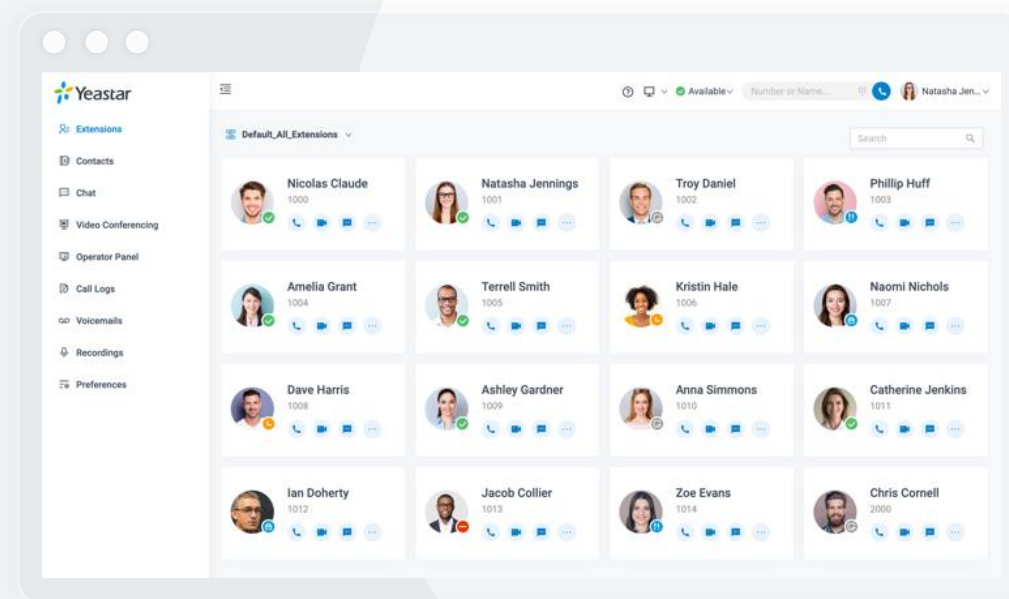 Yeastar
Available
Number or Name...
Natasha Jen...
Extensions
Contacts
Chat
Video Conferencing
Operator Panel
Call Logs
Voicemails
Recordings
Preferences
Default_All_Extensions
Search
Nicolas Claude
1000
Natasha Jennings
1001
Troy Daniel
1002
Phillip Huff
1003
Amelia Grant
1004
Terrell Smith
1005
Kristin Hale
1006
Naomi Nichols
1007
Dave Harris
1008
Ashley Gardner
1009
Anna Simmons
1010
Catherine Jenkins
1011
Ian Doherty
1012
Jacob Collier
1013
Zoe Evans
1014
Chris Cornell
2000